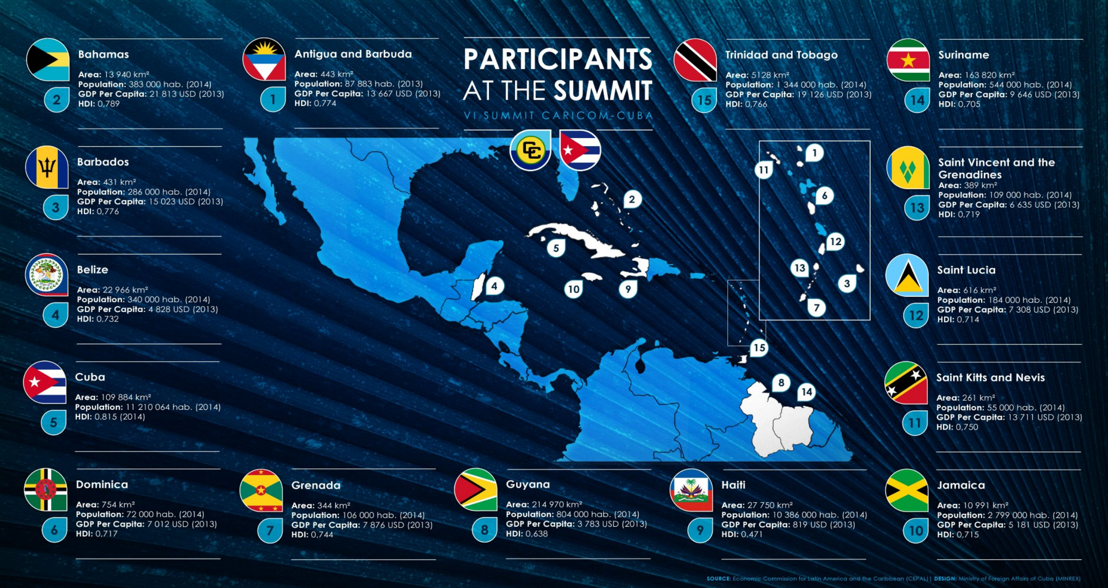 PARTICIPANTS
AT THE SUMMIT
VI SUMMIT CARICOM-CUBA
Antigua and Barbuda
Area: 443 km²
Population: 87 883 hab. (2013)
GDP Per Capita: 13 667 USD (2013)
HDI: 0,774
1
Bahamas
Area: 13 940 km²
Population: 383 000 hab. (2014)
GDP Per Capita: 21 813 USD (2013)
HDI: 0,789
2
Barbados
Area: 431 km²
Population: 286 000 hab. (2014)
GDP Per Capita: 15 023 USD (2013)
HDI: 0,776
3
Belize
Area: 22 966 km²
Population: 340 000 hab. (2014)
GDP Per Capita: 4 828 USD (2013)
HDI: 0,732
4
Cuba
Area: 109 884 km²
Population: 11 210 064 hab. (2014)
HDI: 0.815 (2014)
5
Dominica
Area: 754 km²
Population: 72 000 hab. (2014)
GDP Per Capita: 7 012 USD (2013)
HDI: 0,717
6
Grenada
Area: 344 km²
Population: 106 000 hab. (2014)
GDP Per Capita: 7 876 USD (2013)
HDI: 0,744
7
Guyana
Area: 214 970 km²
Population: 804 000 hab. (2014)
GDP Per Capita: 3 783 USD (2013)
HDI: 0,638
8
Haiti
Area: 27 750 km²
Population: 10 386 000 hab. (2014)
GDP Per Capita: 819 USD (2013)
HDI: 0.471
9
Jamaica
Area: 10 991 km²
Population: 2 799 000 hab. (2014)
GDP Per Capita: 5 181 USD (2013)
HDI: 0,715
10
Saint Kitts and Nevis
Area: 261 km²
Population: 55 000 hab. (2014)
GDP Per Capita: 13 711 USD (2013)
HDI: 0,750
11
Saint Lucia
Area: 616 km²
Population: 184 000 hab. (2014)
GDP Per Capita: 7 308 USD (2013)
HDI: 0,714
12
Saint Vincent and the
Grenadines
Area: 389 km²
Population: 109 000 hab. (2014)
GDP Per Capita: 6 635 USD (2013)
HDI: 0,719
13
Suriname
Area: 163 820 km²
Population: 544 000 hab. (2014)
GDP Per Capita: 9 646 USD (2013)
HDI: 0,705
14
Trinidad and Tobago
Area: 5128 km²
Population: 1 344 000 hab. (2014)
GDP Per Capita: 19 126 USD (2013)
HDI: 0,766
15
CC
1
11
2
6
5
12
13
3
4
10
9
7
15
8
14
SOURCE: Economic Commission for Latin America and the Caribbean (CEPAL) | DESIGN: Ministry of Foreign Affairs of Cuba (MINREX)